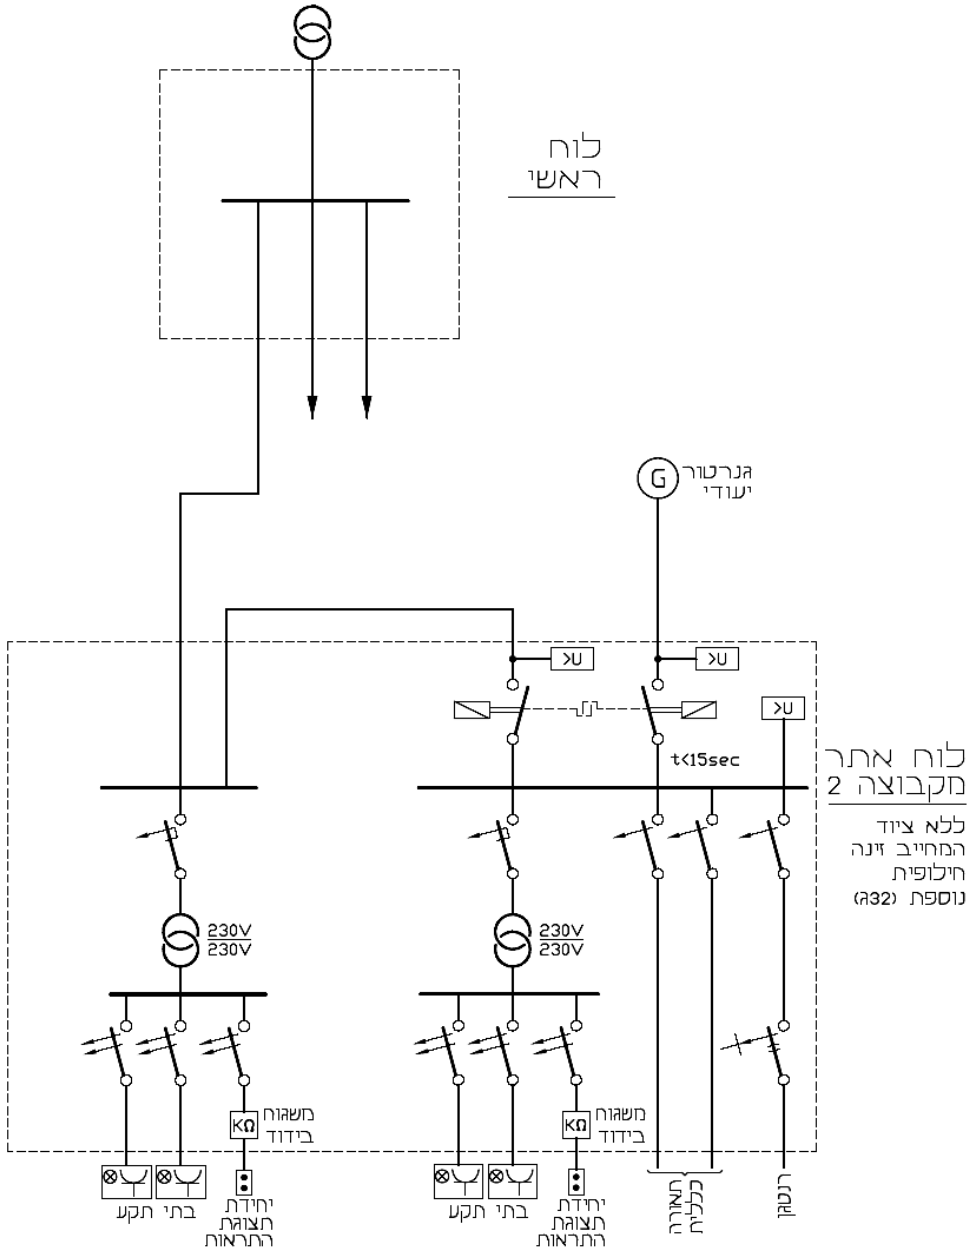 לוח
ראשי
G
גנרטור
יעודי
U<
U<
U<
t<15sec
לוח אתר
מקבוצה 2
ללא ציוד
המחייב זינה
חילופית
נוספת (32ג)
230V
230V
230V
230V
משגוח
בידוד
KΩ
משגוח
בידוד
KΩ
בתי תקע
יחידת
תצוגת
התראות
בתי תקע
יחידת
תצוגת
התראות
תאורה
כללית
רנטגן